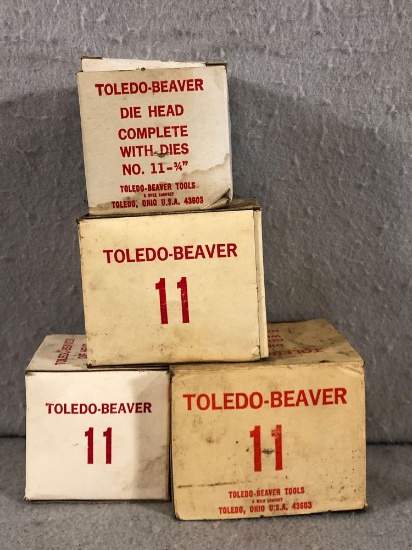 TOLEDO-BEAVER
DIE HEAD
COMPLETE
WITH DIES
NO. 11-¾"
TOLEDO-BEAVER TOOLS
TOLEDO, OHIO U.S.A. 43603
TOLEDO-BEAVER
11
TOLEDO-BEAVER
11
TOLEDO-BEAVER
11
TOLEDO-BEAVER TOOLS
TOLEDO, OHIO U.S.A. 43603